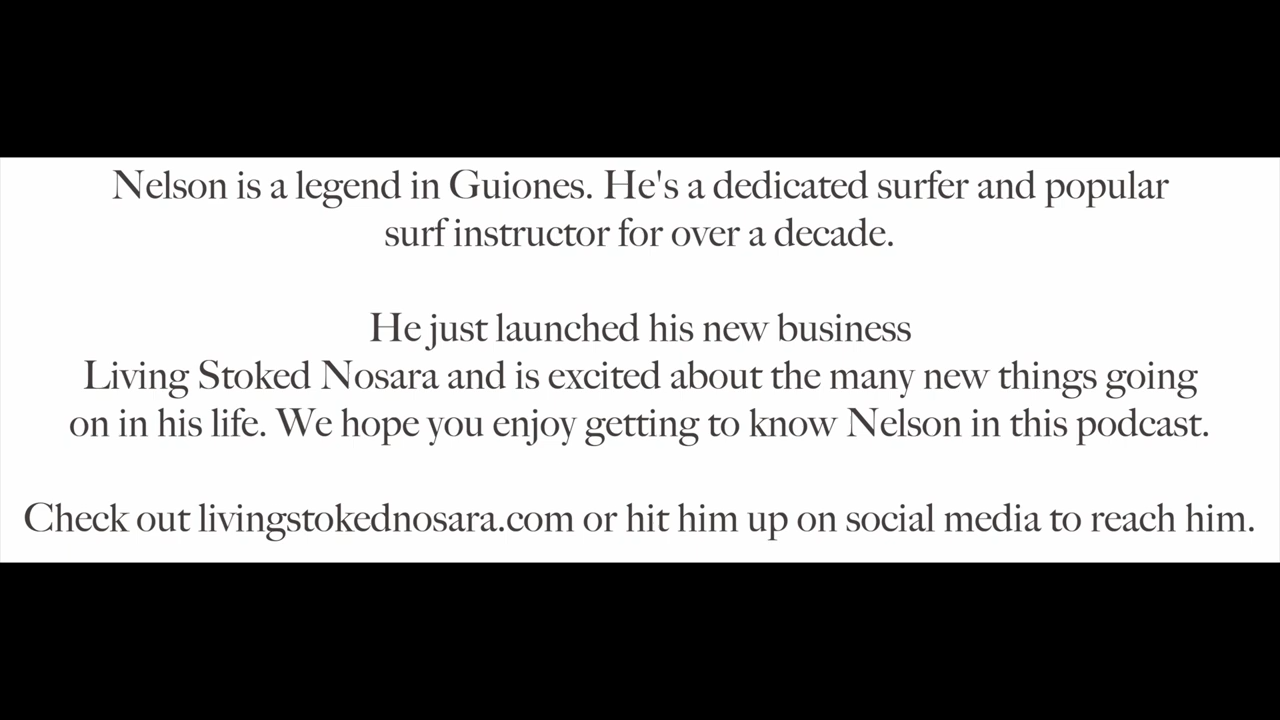 Nelson is a legend in Guiones. He's a dedicated surfer and popular
surf instructor for over a decade.
He just launched his new business
Living Stoked Nosara and is excited about the many new things going
on in his life. We hope you enjoy getting to know Nelson in this podcast.
Check out livingstokednosara.com or hit him up on social media to reach him.